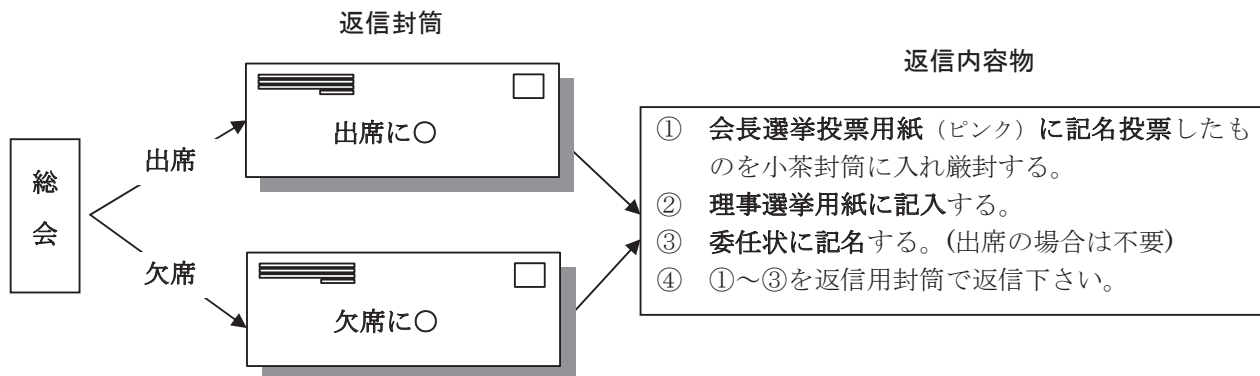 返信封筒
返信内容物
総会
出席
欠席
出席に〇
欠席に〇
① 会長選挙投票用紙（ピンク）に記名投票したも
のを小茶封筒に入れ厳封する。
② 理事選挙用紙に記入する。
③ 委任状に記名する。(出席の場合は不要)
④ ①～③を返信用封筒で返信下さい。